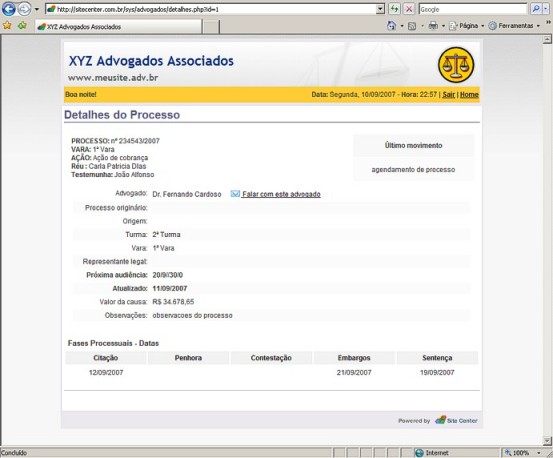 http://sitecenter.com.br/sys/advogados/detalhes.php?id=1
Google
XYZ Advogados Associados
Página
Ferramentas
XYZ Advogados Associados
www.meusite.adv.br
Boa noite!
Data: Segunda, 10/09/2007 - Hora: 22:57 | Sair | Home
Detalhes do Processo
PROCESSO: nº 234543/2007
VARA: 1ª Vara
AÇÃO: Ação de cobrança
Réu : Carla Patricia Dias
Testemunha: João Alfonso
Último movimento
agendamento de processo
Advogado: Dr. Fernando Cardoso Falar com este advogado
Processo originário:
Origem:
Turma: 2ª Turma
Vara: 1ª Vara
Representante legal:
Próxima audiência: 20/0//30/0
Atualizado: 11/09/2007
Valor da causa: R$ 34.678,65
Observações: observacoes do processo
Fases Processuais - Datas
Citação Penhora Contestação Embargos Sentença
12/09/2007 21/09/2007 19/09/2007
Powered by Site Center
Concluído
Internet
100%